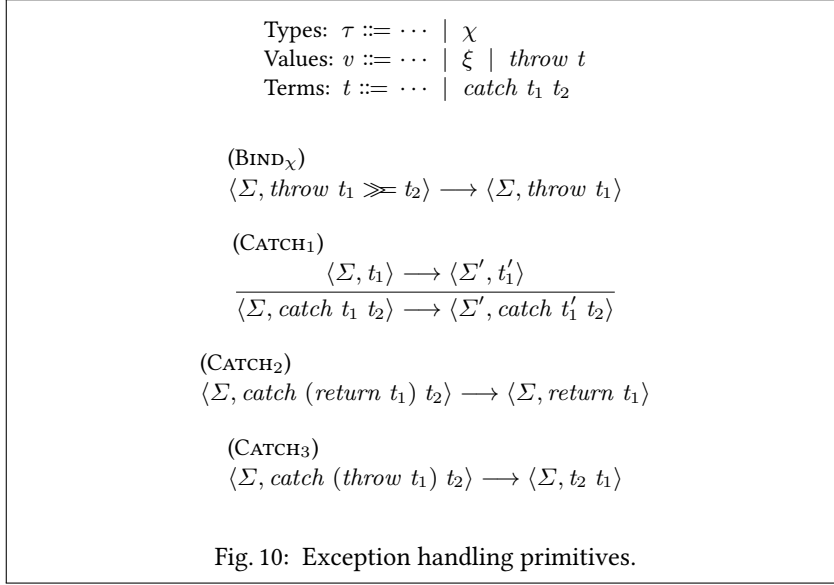 Types: τ ::= ⋯ | χ
Values: v ::= ⋯ | ξ | throw t
Terms: t ::= ⋯ | catch t₁ t₂
(Bindχ)
⟨Σ, throw t₁ ≫= t₂⟩ ⟶ ⟨Σ, throw t₁⟩
(Catch₁)
⟨Σ, t₁⟩ ⟶ ⟨Σ′, t₁′⟩
⟨Σ, catch t₁ t₂⟩ ⟶ ⟨Σ′, catch t₁′ t₂⟩
(Catch₂)
⟨Σ, catch (return t₁) t₂⟩ ⟶ ⟨Σ, return t₁⟩
(Catch₃)
⟨Σ, catch (throw t₁) t₂⟩ ⟶ ⟨Σ, t₂ t₁⟩
Fig. 10: Exception handling primitives.